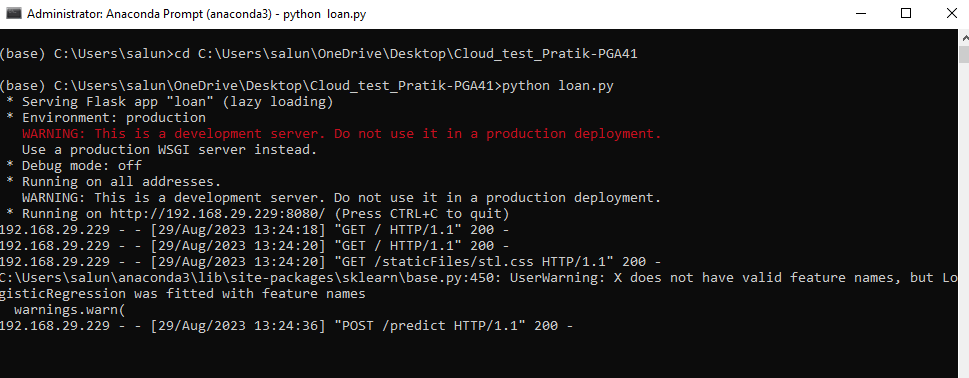 Administrator: Anaconda Prompt (anaconda3) - python  loan.py
(base) C:\Users\salun>cd C:\Users\salun\OneDrive\Desktop\Cloud_test_Pratik-PGA41
(base) C:\Users\salun\OneDrive\Desktop\Cloud_test_Pratik-PGA41>python loan.py
 * Serving Flask app "loan" (lazy loading)
 * Environment: production
   WARNING: This is a development server. Do not use it in a production deployment.
   Use a production WSGI server instead.
 * Debug mode: off
 * Running on all addresses.
   WARNING: This is a development server. Do not use it in a production deployment.
 * Running on http://192.168.29.229:8080/ (Press CTRL+C to quit)
192.168.29.229 - - [29/Aug/2023 13:24:18] "GET / HTTP/1.1" 200 -
192.168.29.229 - - [29/Aug/2023 13:24:20] "GET / HTTP/1.1" 200 -
192.168.29.229 - - [29/Aug/2023 13:24:20] "GET /staticFiles/stl.css HTTP/1.1" 200 -
C:\Users\salun\anaconda3\lib\site-packages\sklearn\base.py:450: UserWarning: X does not have valid feature names, but Lo
gisticRegression was fitted with feature names
  warnings.warn(
192.168.29.229 - - [29/Aug/2023 13:24:36] "POST /predict HTTP/1.1" 200 -